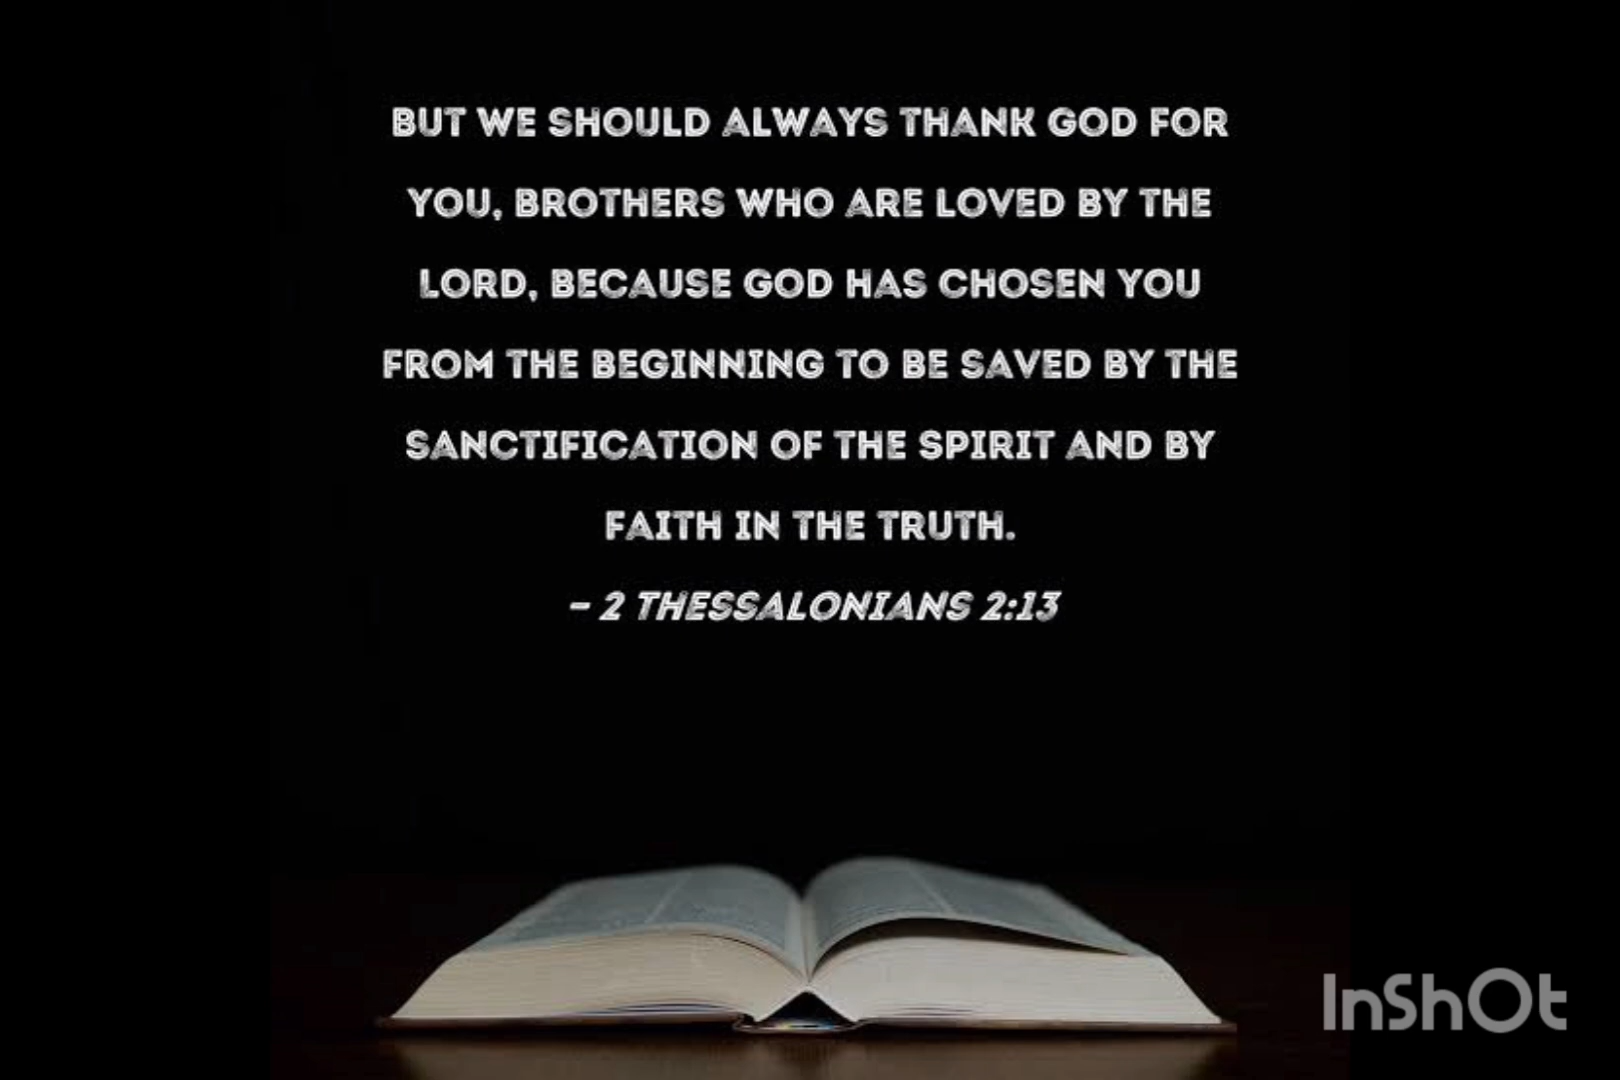 BUT WE SHOULD ALWAYS THANK GOD FOR
YOU, BROTHERS WHO ARE LOVED BY THE
LORD, BECAUSE GOD HAS CHOSEN YOU
FROM THE BEGINNING TO BE SAVED BY THE
SANCTIFICATION OF THE SPIRIT AND BY
FAITH IN THE TRUTH.
– 2 THESSALONIANS 2:13
InShOt